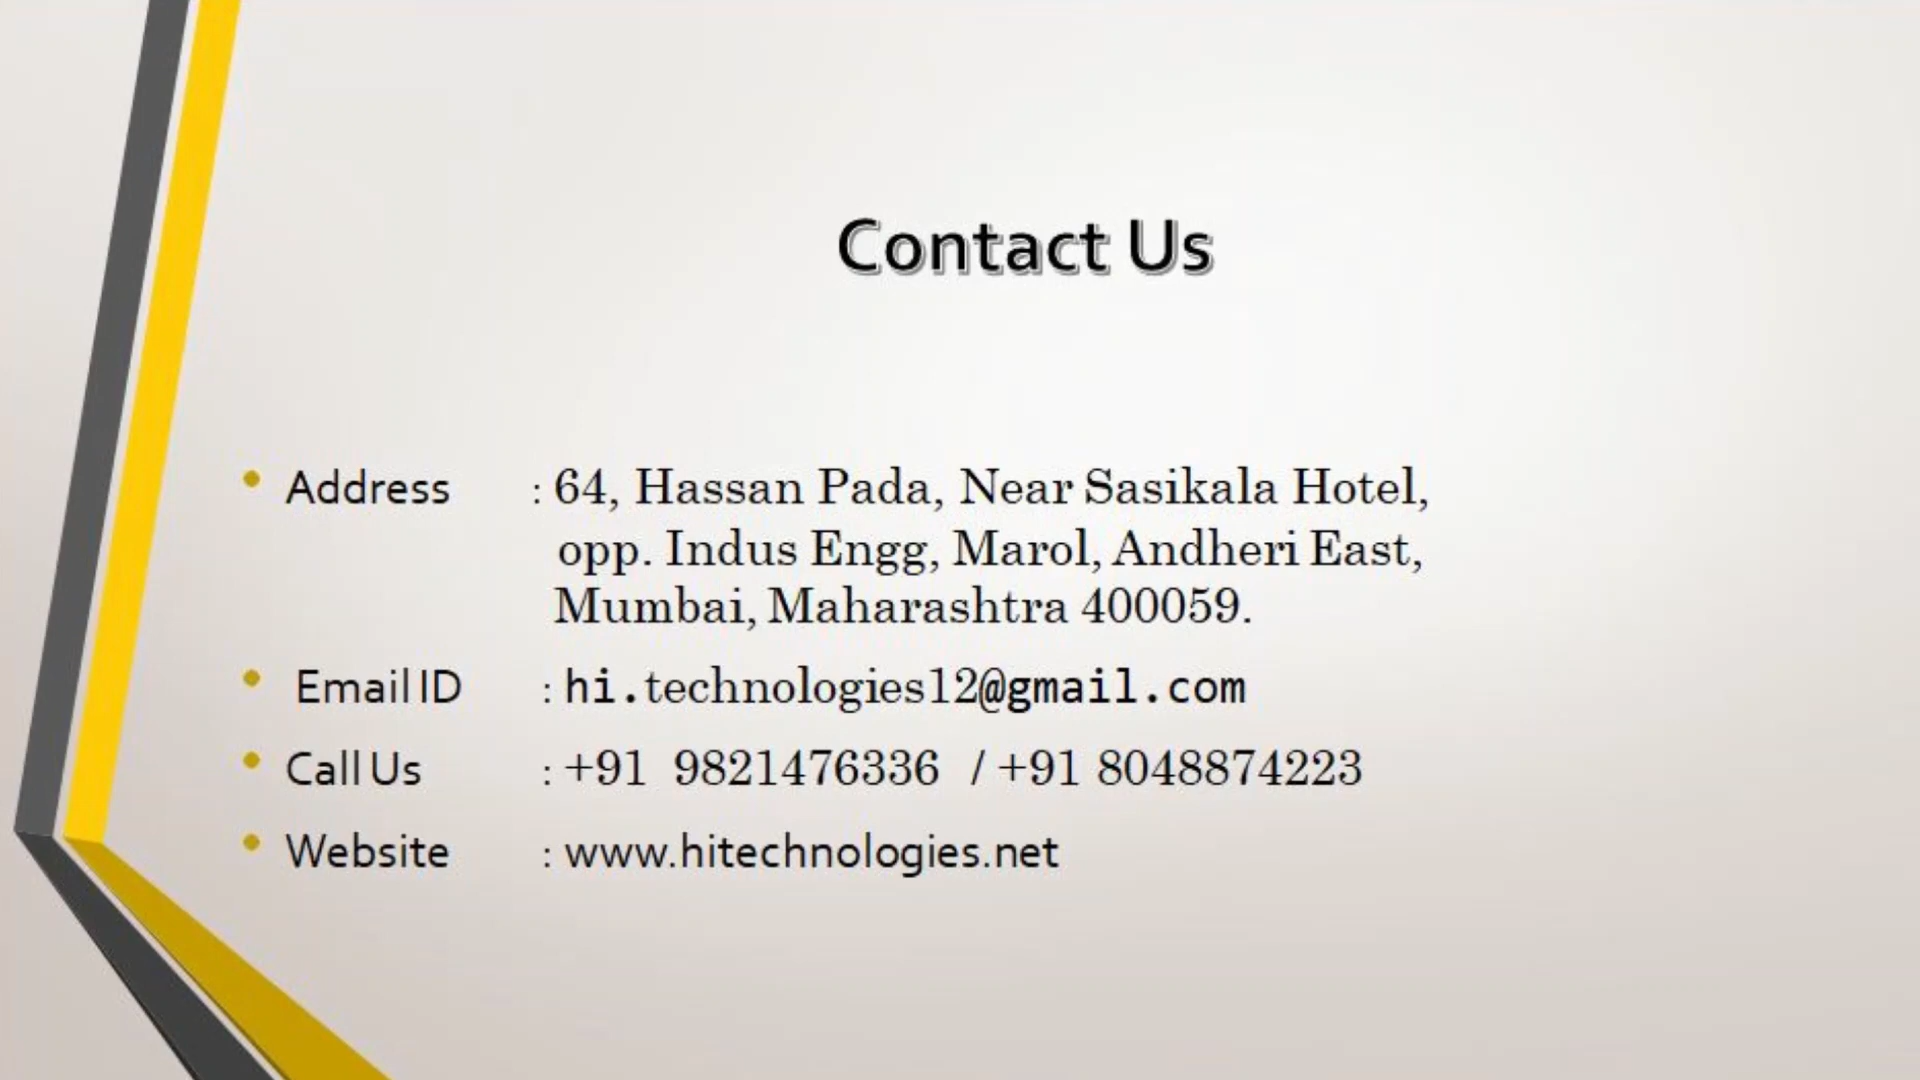 Contact Us
• Address : 64, Hassan Pada, Near Sasikala Hotel,
opp. Indus Engg, Marol, Andheri East,
Mumbai, Maharashtra 400059.
• Email ID : hi.technologies12@gmail.com
• Call Us : +91 9821476336 / +91 8048874223
• Website : www.hitechnologies.net